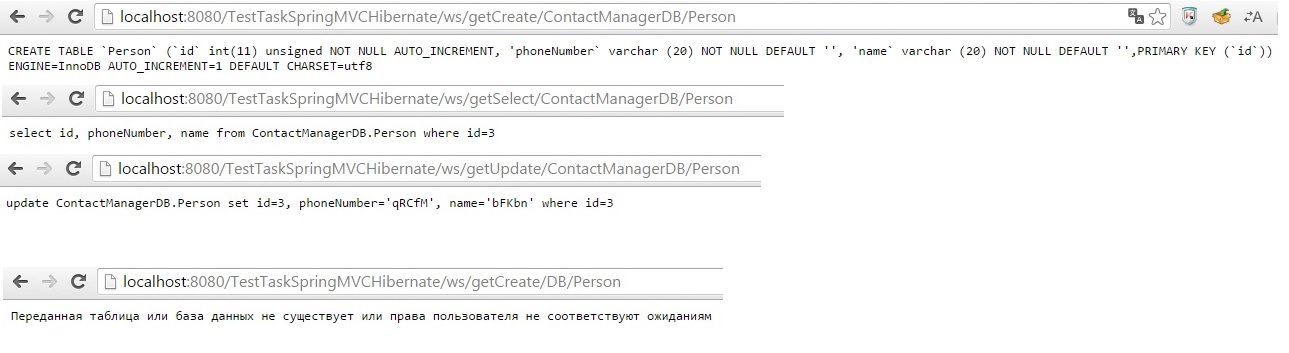 localhost:8080/TestTaskSpringMVCHibernate/ws/getCreate/ContactManagerDB/Person
CREATE TABLE `Person` (`id` int(11) unsigned NOT NULL AUTO_INCREMENT, 'phoneNumber` varchar (20) NOT NULL DEFAULT '', 'name` varchar (20) NOT NULL DEFAULT '',PRIMARY KEY (`id`))
ENGINE=InnoDB AUTO_INCREMENT=1 DEFAULT CHARSET=utf8
localhost:8080/TestTaskSpringMVCHibernate/ws/getSelect/ContactManagerDB/Person
select id, phoneNumber, name from ContactManagerDB.Person where id=3
localhost:8080/TestTaskSpringMVCHibernate/ws/getUpdate/ContactManagerDB/Person
update ContactManagerDB.Person set id=3, phoneNumber='qRCfM', name='bFKbn' where id=3
localhost:8080/TestTaskSpringMVCHibernate/ws/getCreate/DB/Person
Переданная таблица или база данных не существует или права пользователя не соответствуют ожиданиям